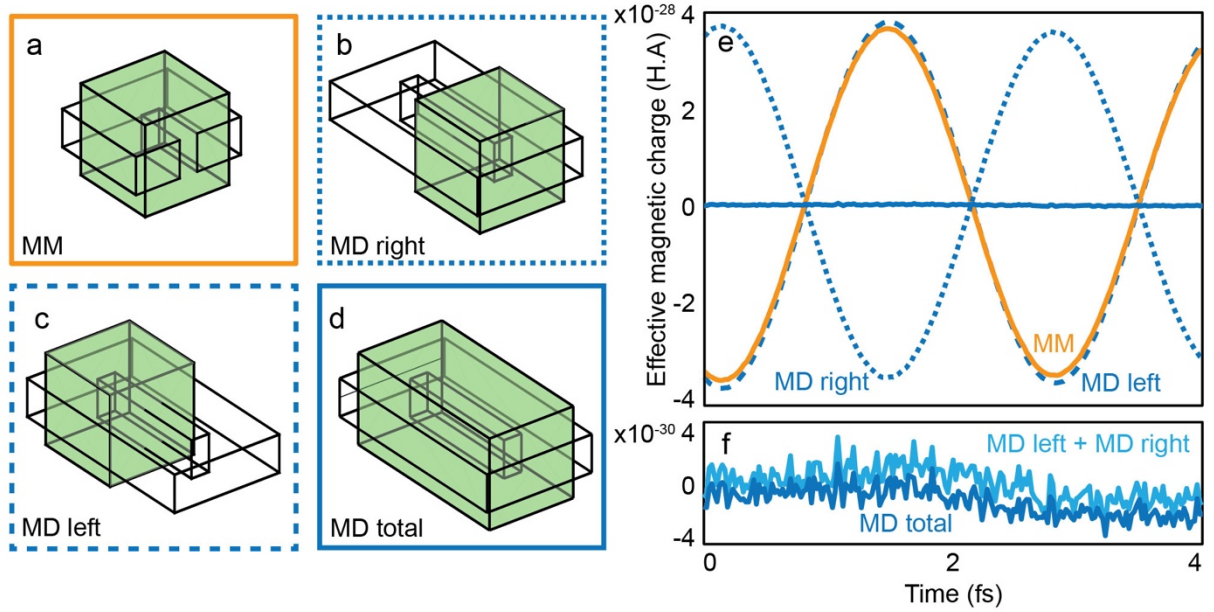 a
MM
b
MD right
c
MD left
d
MD total
x10⁻²⁸
e
Effective magnetic charge (H.A)
4
2
0
-2
-4
MM
MD right
MD left
x10⁻³⁰
f
4
0
-4
MD left + MD right
MD total
0
2
4
Time (fs)